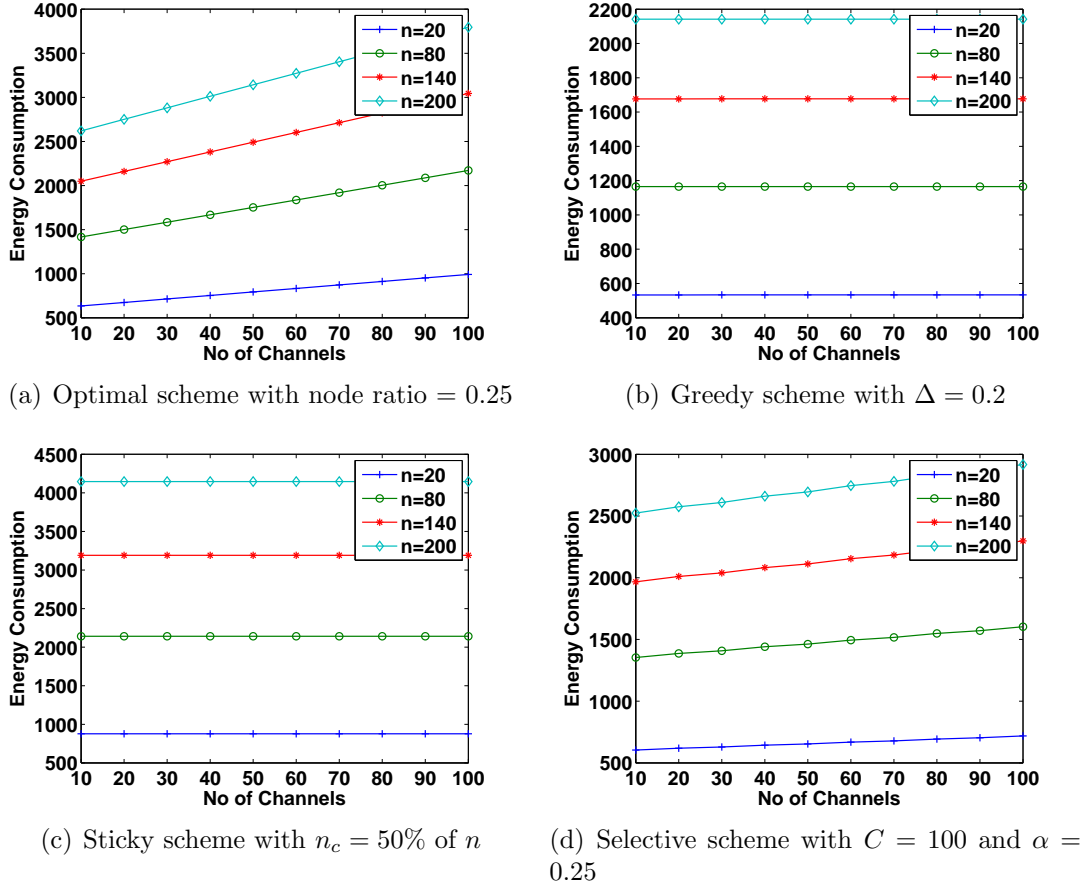 4000
3500
3000
2500
2000
1500
1000
500
Energy Consumption
10 20 30 40 50 60 70 80 90 100
No of Channels
n=20
n=80
n=140
n=200
(a) Optimal scheme with node ratio = 0.25
2200
2000
1800
1600
1400
1200
1000
800
600
400
Energy Consumption
10 20 30 40 50 60 70 80 90 100
No of Channels
n=20
n=80
n=140
n=200
(b) Greedy scheme with Δ = 0.2
4500
4000
3500
3000
2500
2000
1500
1000
500
Energy Consumption
10 20 30 40 50 60 70 80 90 100
No of Channels
n=20
n=80
n=140
n=200
(c) Sticky scheme with n_c = 50% of n
3000
2500
2000
1500
1000
500
Energy Consumption
10 20 30 40 50 60 70 80 90 100
No of Channels
n=20
n=80
n=140
n=200
(d) Selective scheme with C = 100 and α =
0.25